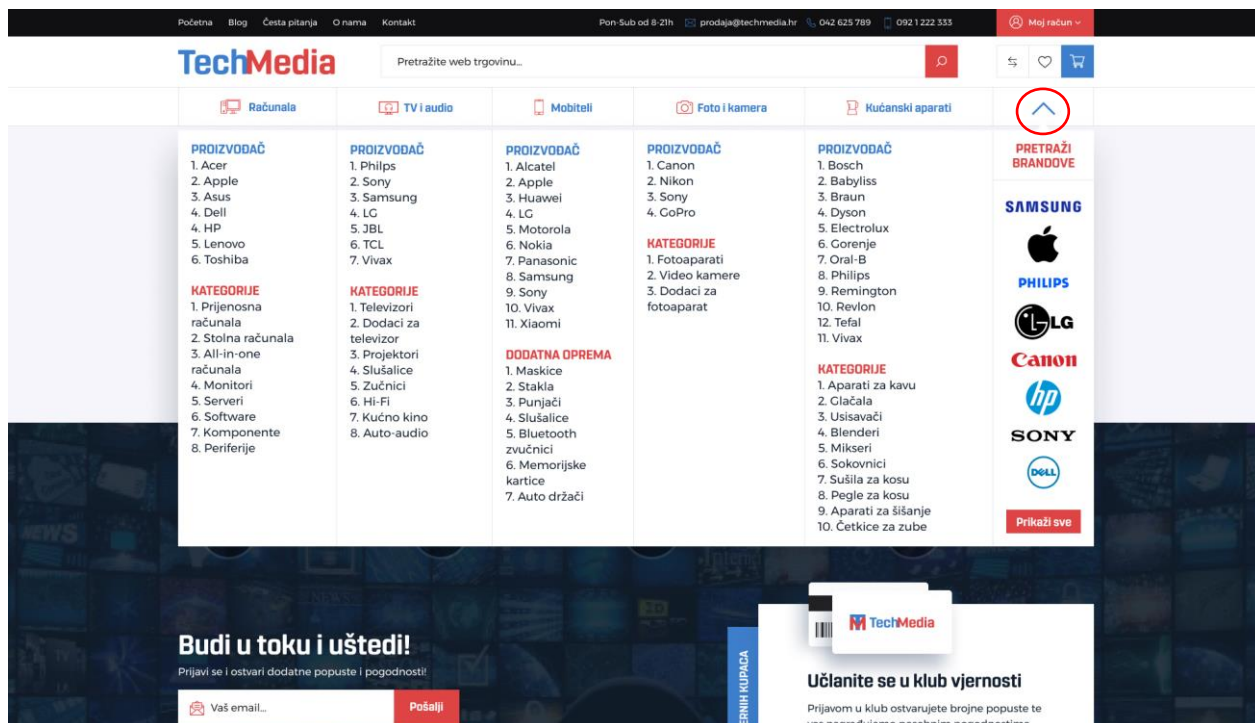 Početna Blog Česta pitanja O nama Kontakt Pon-Sub od 8-21h prodaja@techmedia.hr 042 625 789 092 1 222 333 Moj račun
TechMedia Pretražite web trgovinu...
Računala TV i audio Mobiteli Foto i kamera Kućanski aparati
PROIZVOĐAČ
1. Acer
2. Apple
3. Asus
4. Dell
4. HP
5. Lenovo
6. Toshiba
KATEGORIJE
1. Prijenosna
računala
2. Stolna računala
3. All-in-one
računala
4. Monitori
5. Serveri
6. Software
7. Komponente
8. Periferije
PROIZVOĐAČ
1. Philps
2. Sony
3. Samsung
4. LG
5. JBL
6. TCL
7. Vivax
KATEGORIJE
1. Televizori
2. Dodaci za
televizor
3. Projektori
4. Slušalice
5. Zučnici
6. Hi-Fi
7. Kućno kino
8. Auto-audio
PROIZVOĐAČ
1. Alcatel
2. Apple
3. Huawei
4. LG
5. Motorola
6. Nokia
7. Panasonic
8. Samsung
9. Sony
10. Vivax
11. Xiaomi
DODATNA OPREMA
1. Maskice
2. Stakla
3. Punjači
4. Slušalice
5. Bluetooth
zvučnici
6. Memorijske
kartice
7. Auto držači
PROIZVOĐAČ
1. Canon
2. Nikon
3. Sony
4. GoPro
KATEGORIJE
1. Fotoaparati
2. Video kamere
3. Dodaci za
fotoaparat
PROIZVOĐAČ
1. Bosch
2. Babyliss
3. Braun
4. Dyson
5. Electrolux
6. Gorenje
7. Oral-B
8. Philips
9. Remington
10. Revlon
12. Tefal
11. Vivax
KATEGORIJE
1. Aparati za kavu
2. Glačala
3. Usisavači
4. Blenderi
5. Mikseri
6. Sokovnici
7. Sušila za kosu
8. Pegle za kosu
9. Aparati za šišanje
10. Četkice za zube
PRETRAŽI
BRANDOVE
SAMSUNG
PHILIPS
LG
Canon
hp
SONY
DELL
Prikaži sve
NEWS
Budi u toku i uštedi!
Prijavi se i ostvari dodatne popuste i pogodnosti!
Vaš email...
Pošalji
KUPACA
TechMedia
Učlanite se u klub vjernosti
Prijavom u klub ostvarujete brojne popuste te